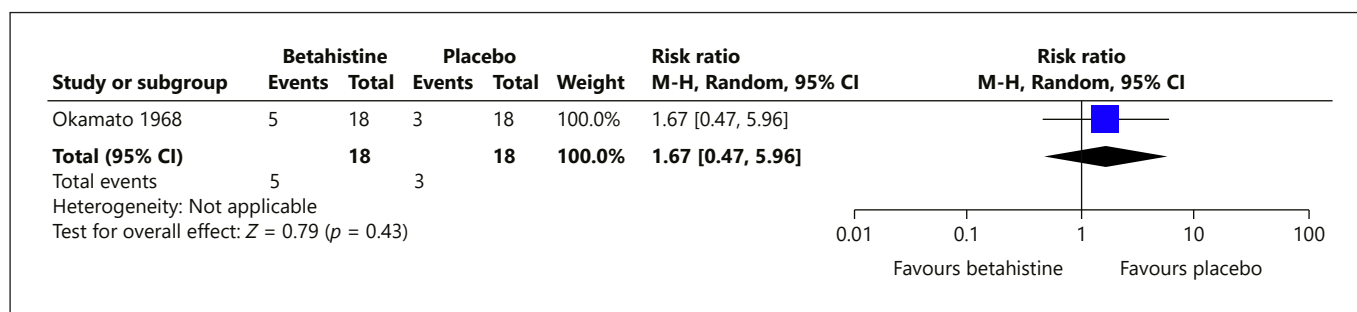 Betahistine Placebo Risk ratio Risk ratio
Study or subgroup Events Total Events Total Weight M-H, Random, 95% CI M-H, Random, 95% CI
Okamato 1968 5 18 3 18 100.0% 1.67 [0.47, 5.96]
Total (95% CI) 18 18 100.0% 1.67 [0.47, 5.96]
Total events 5 3
Heterogeneity: Not applicable
Test for overall effect: Z = 0.79 (p = 0.43)
0.01 0.1 1 10 100
Favours betahistine Favours placebo